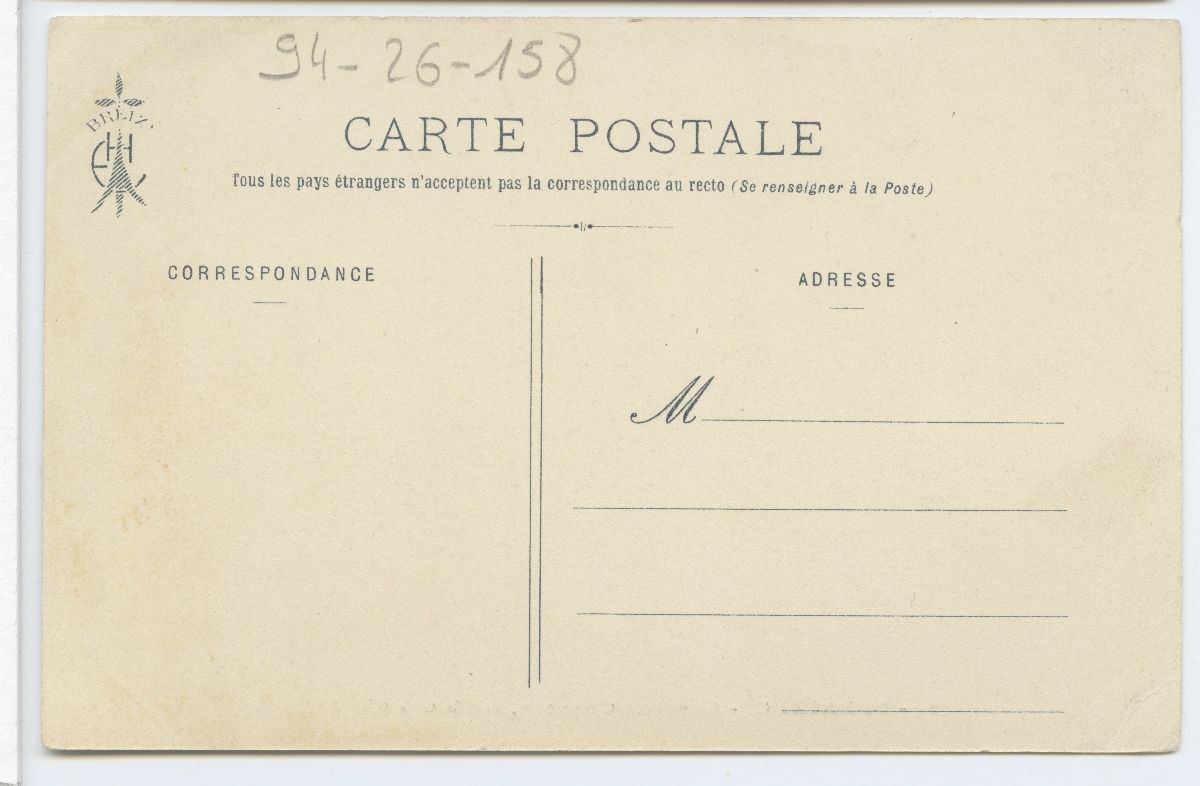 94-26-158
BREIZ
EH
CARTE POSTALE
Tous les pays étrangers n'acceptent pas la correspondance au recto (Se renseigner à la Poste)
CORRESPONDANCE
ADRESSE
M